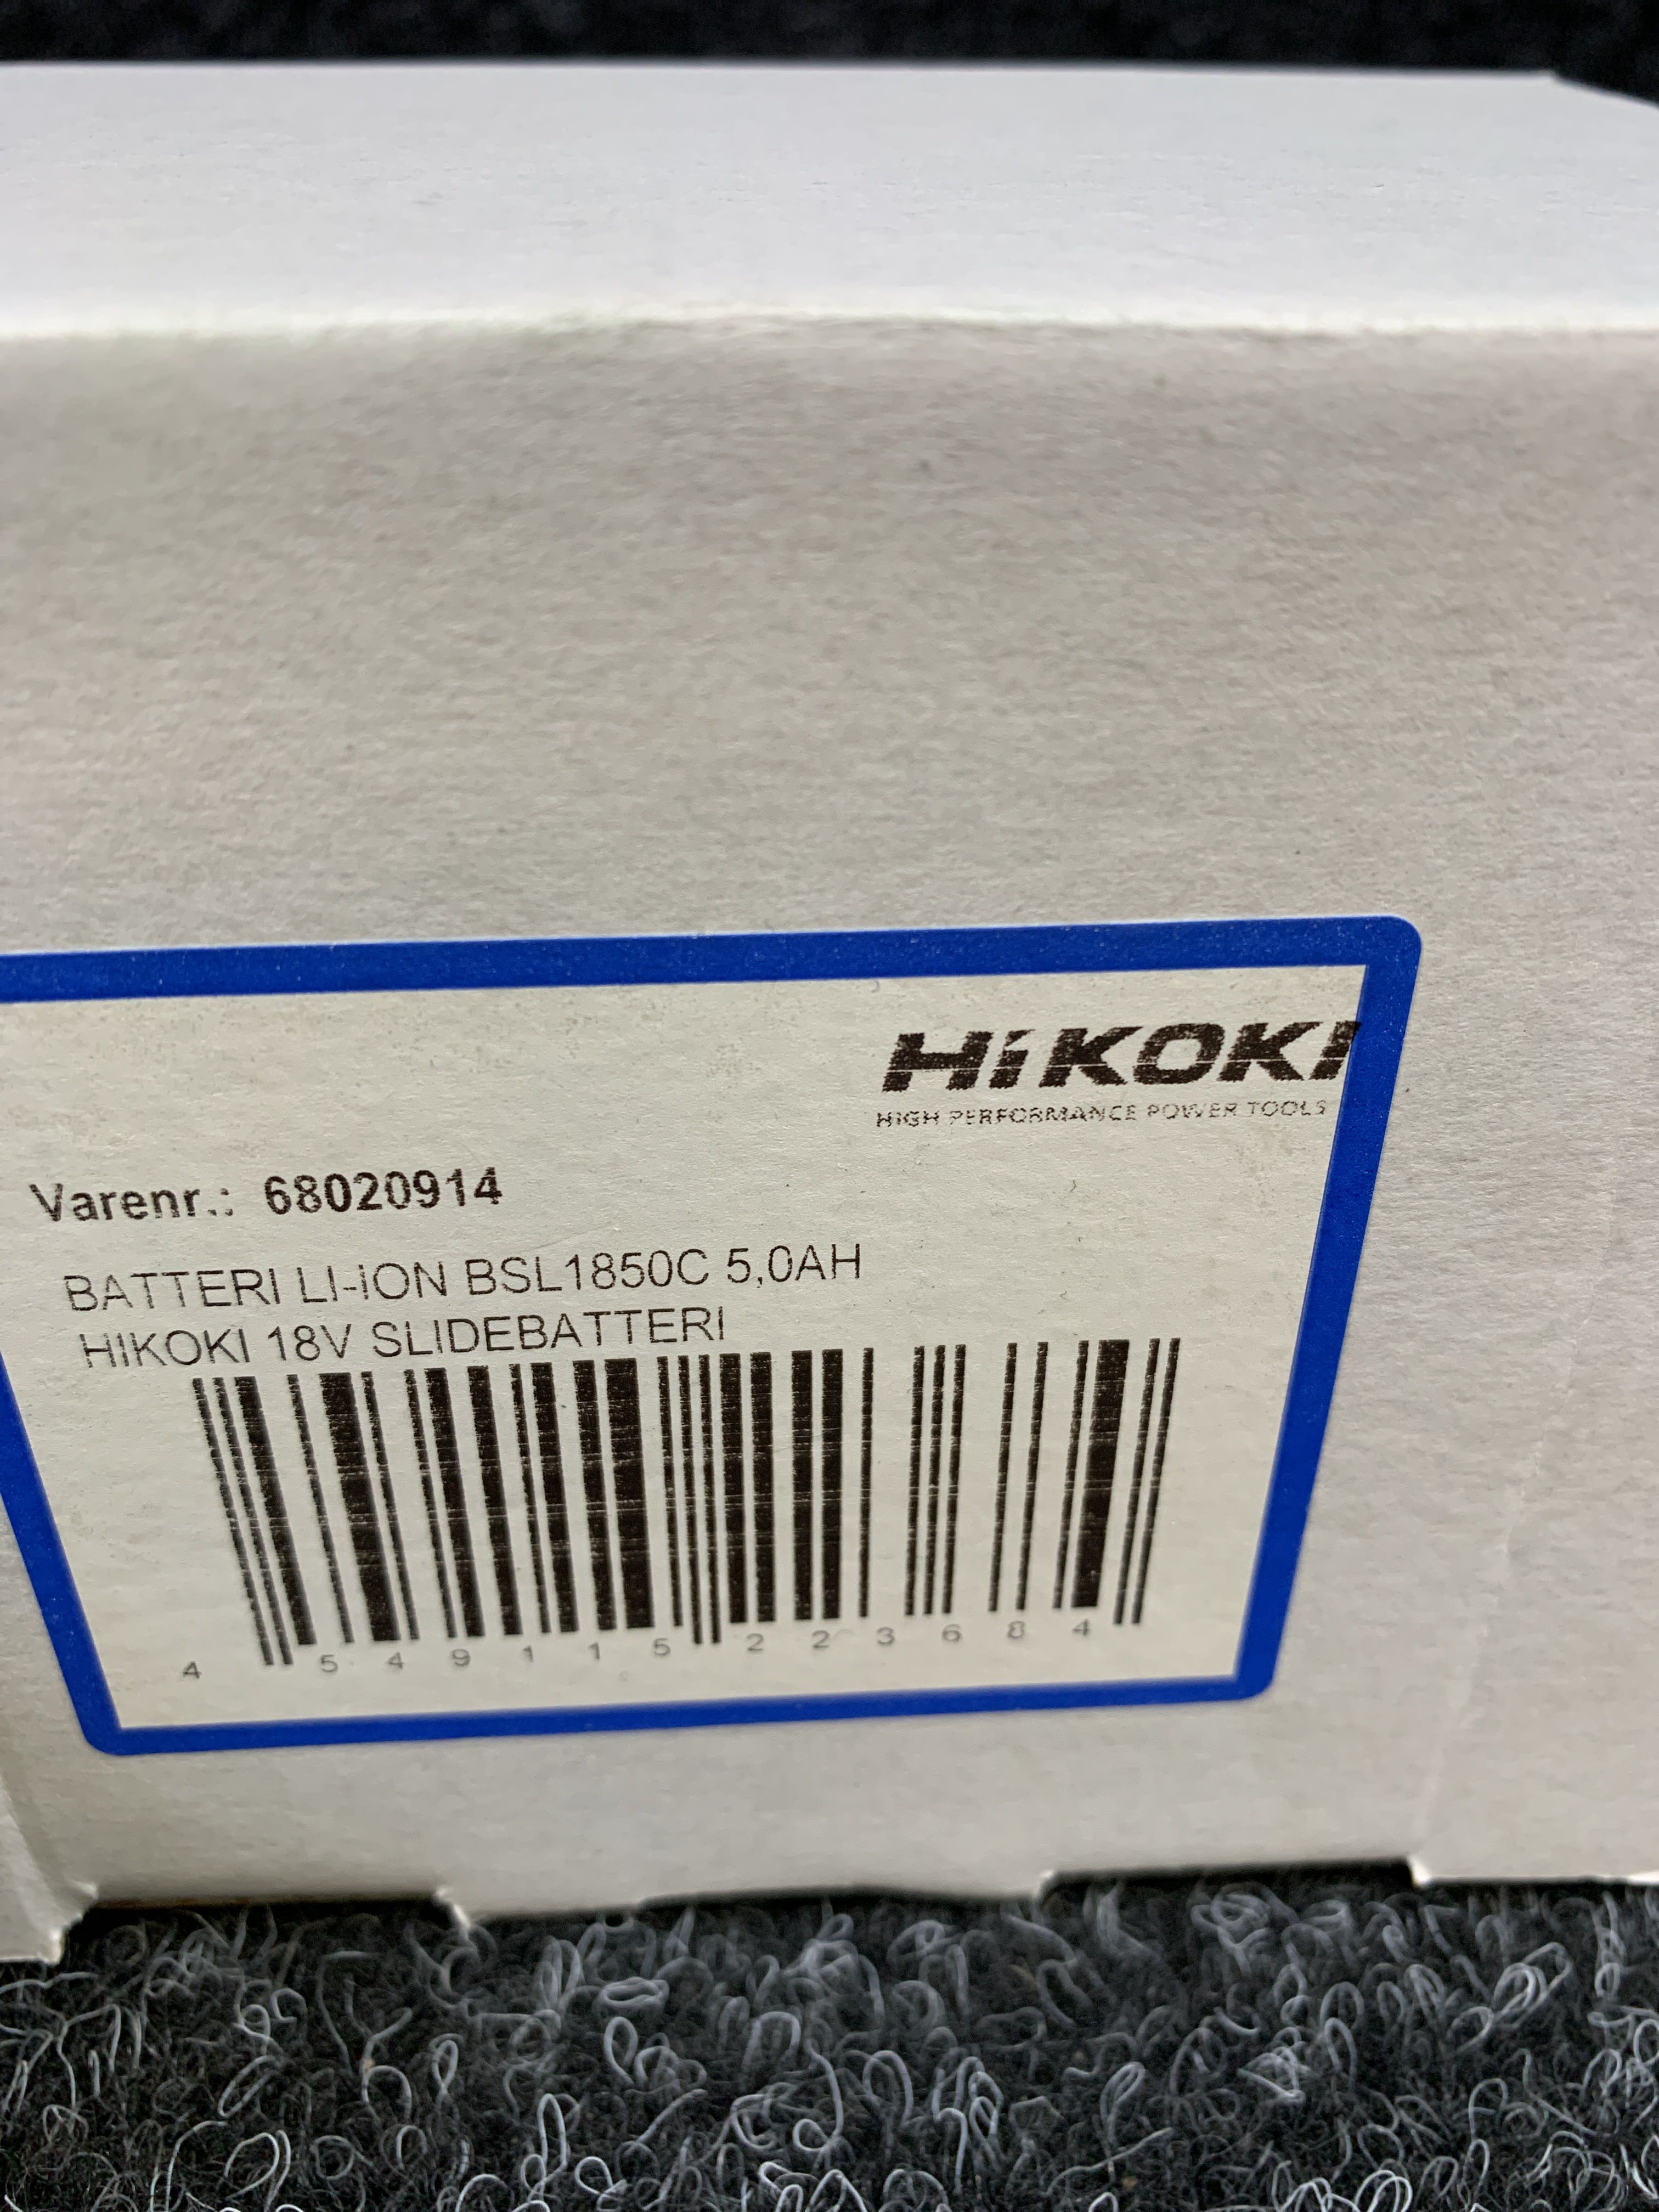 HiKOKI
HIGH PERFORMANCE POWER TOOLS
Varenr.: 68020914
BATTERI LI-iON BSL1850C 5,0AH
HIKOKI 18V SLIDEBATTERI
4 549115 223684